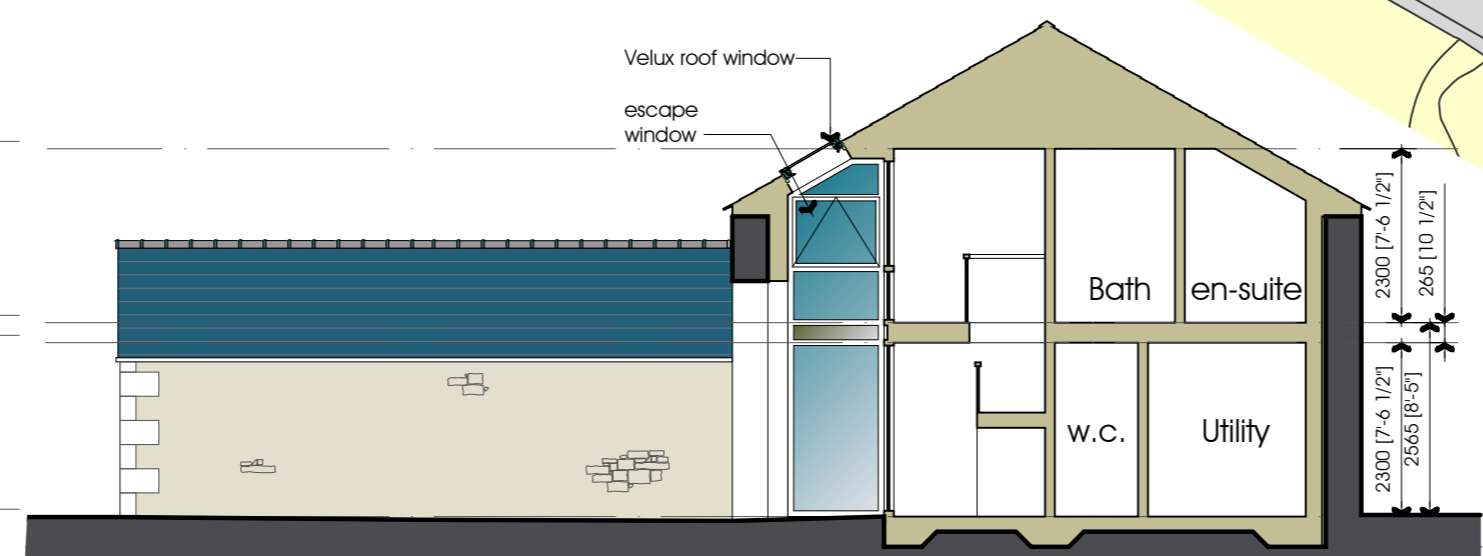 Velux roof window
escape
window
Bath
en-suite
w.c.
Utility
2300 [7'-6 1/2"]
265 [10 1/2"]
2300 [7'-6 1/2"]
2565 [8'-5"]